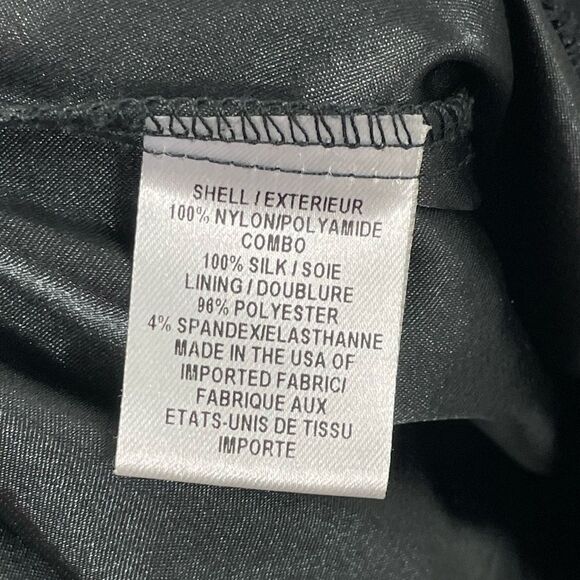 SHELL / EXTERIEUR
100% NYLON/POLYAMIDE
COMBO
100% SILK / SOIE
LINING / DOUBLURE
96% POLYESTER
4% SPANDEX/ELASTHANNE
MADE IN THE USA OF
IMPORTED FABRIC/
FABRIQUE AUX
ETATS-UNIS DE TISSU
IMPORTE